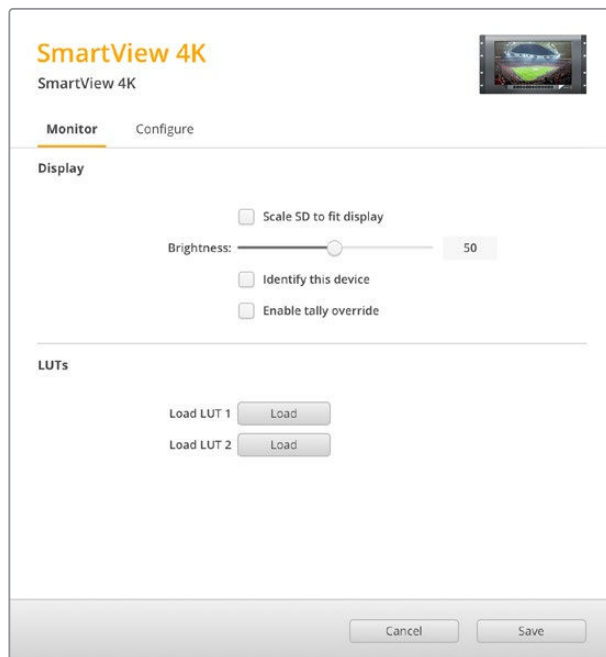 SmartView 4K
SmartView 4K
Monitor Configure
Display
Scale SD to fit display
Brightness: 50
Identify this device
Enable tally override
LUTs
Load LUT 1 Load
Load LUT 2 Load
Cancel Save